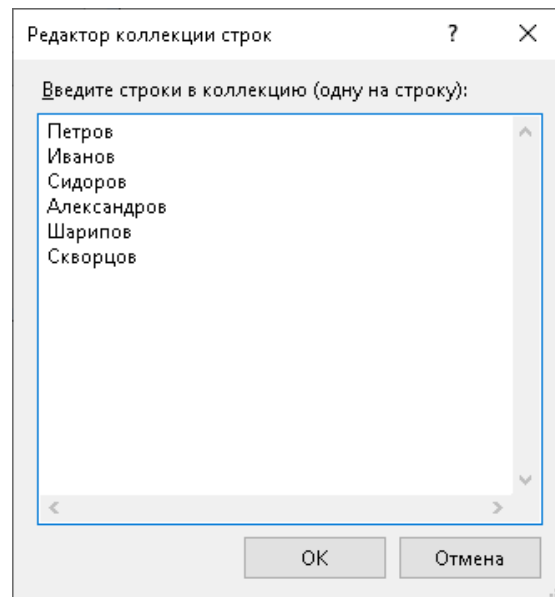 Редактор коллекции строк ?
Введите строки в коллекцию (одну на строку):
Петров
Иванов
Сидоров
Александров
Шарипов
Скворцов
OK Отмена